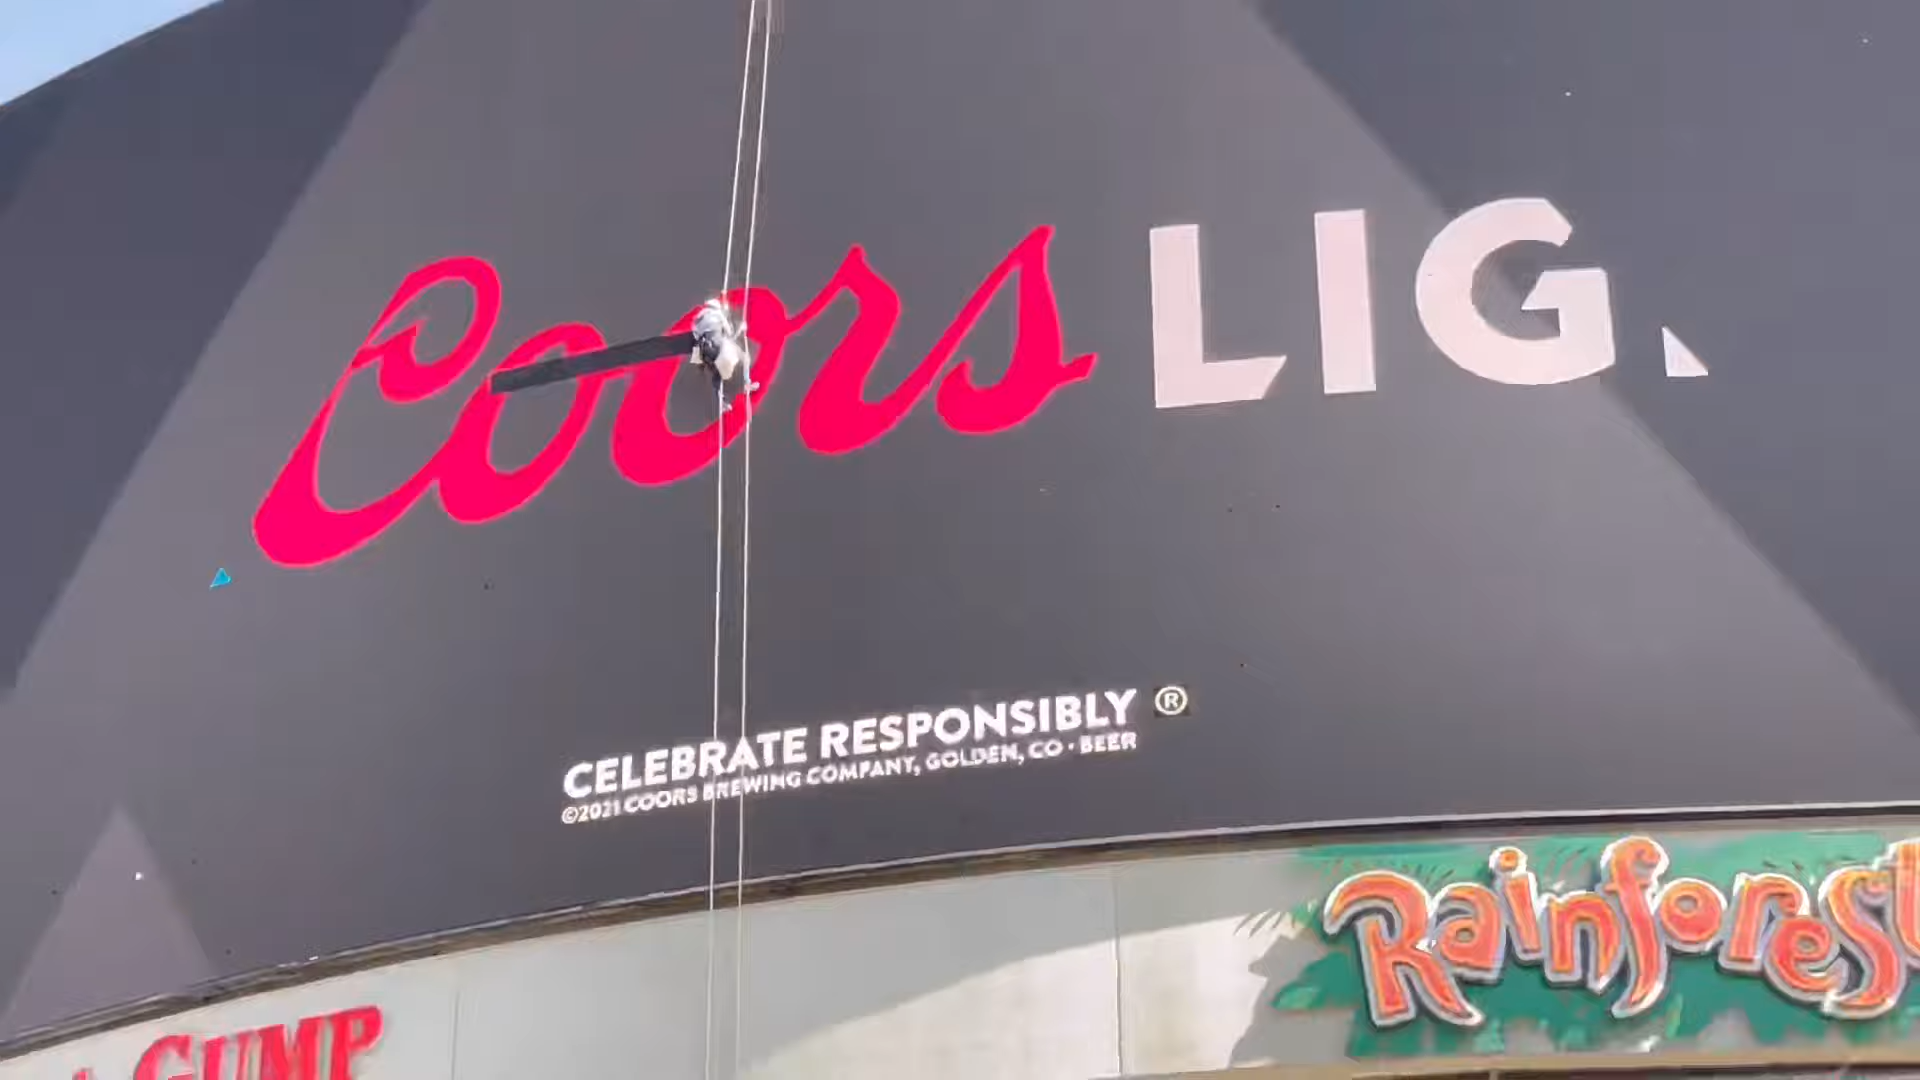 Coors LIG
CELEBRATE RESPONSIBLY ®
©2021 COORS BREWING COMPANY, GOLDEN, CO · BEER
Rainforest
GUMP